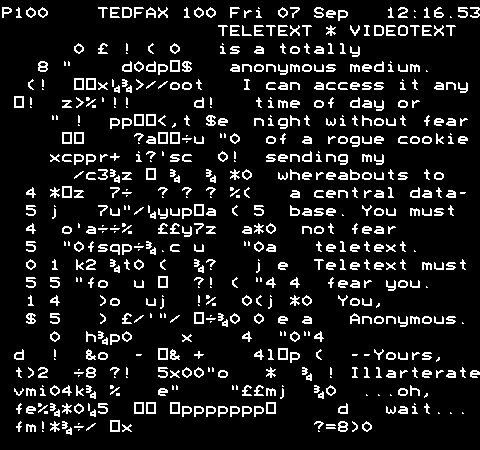 P100 TEDFAX 100 Fri 07 Sep 12:16.53
TELETEXT * VIDEOTEXT
0 £ ! ( 0 is a totally
8 " d0dp□$ anonymous medium.
(! □□x¼¾>//oot I can access it any
□! z>%'!! d! time of day or
" ! pp□□<,t $e night without fear
□□ ?a□□÷u "0 of a rogue cookie
xcppr+ i?'sc 0! sending my
/c3¾z □ ¾ ¾ *0 whereabouts to
4 *□z 7÷ ? ? ? %( a central data-
5 j 7u"/¼yup□a ( 5 base. You must
4 o'a÷÷% ££y7z a*0 not fear
5 "0fsqp÷¾.c u "0a teletext.
0 1 k2 ¾t0 ( ¾? j e Teletext must
5 5 "fo u □ ?! ( "4 4 fear you.
1 4 )o uj !% 0(j *0 You,
$ 5 ) £/'"/ □÷¾0 0 e a Anonymous.
0 h¾p0 x 4 "0"4
d ! &o - □& + 4l□p ( --Yours,
t)2 ÷8 ?! 5x00"o * ¾ ! Illarterate
vmi04k¾ % e" "££mj ¾0 ...oh,
fe%¾*0¼5 □□ □ppppppp□ d wait...
fm!*¾÷/ □x ?=8)0